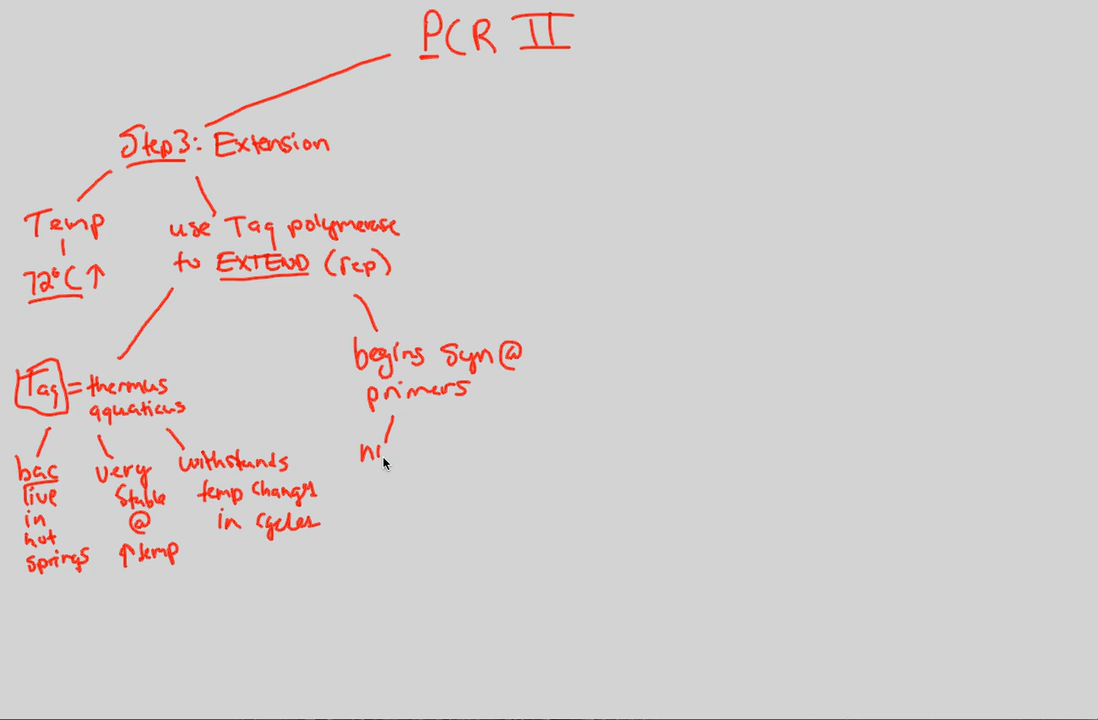 PCR II
Step 3: Extension
Temp
72°C↑
use Taq polymerase
to EXTEND (rep)
begins syn @
primers
Taq = thermus
aquaticus
bac
live
in
hot
springs
very
stable
@
↑temp
withstands
temp changes
in cycles